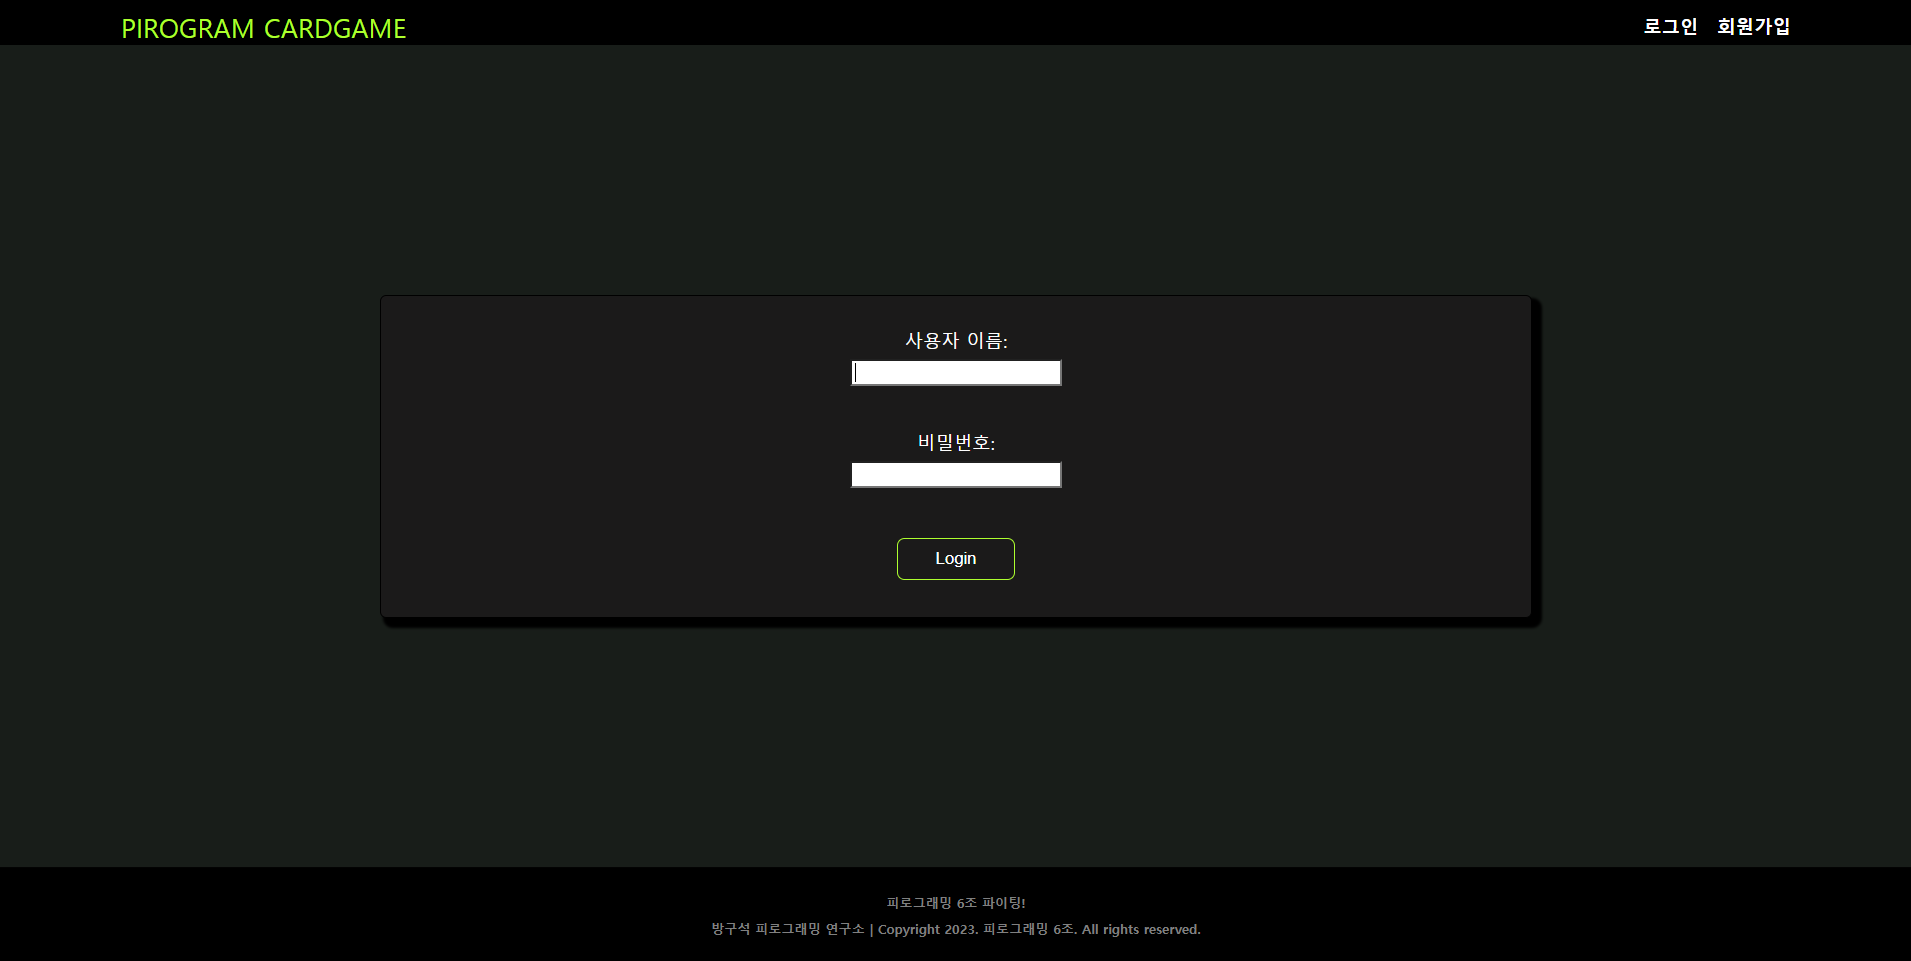 PIROGRAM CARDGAME
로그인 회원가입
사용자 이름:
비밀번호:
Login
피로그래밍 6조 파이팅!
방구석 피로그래밍 연구소 | Copyright 2023. 피로그래밍 6조. All rights reserved.